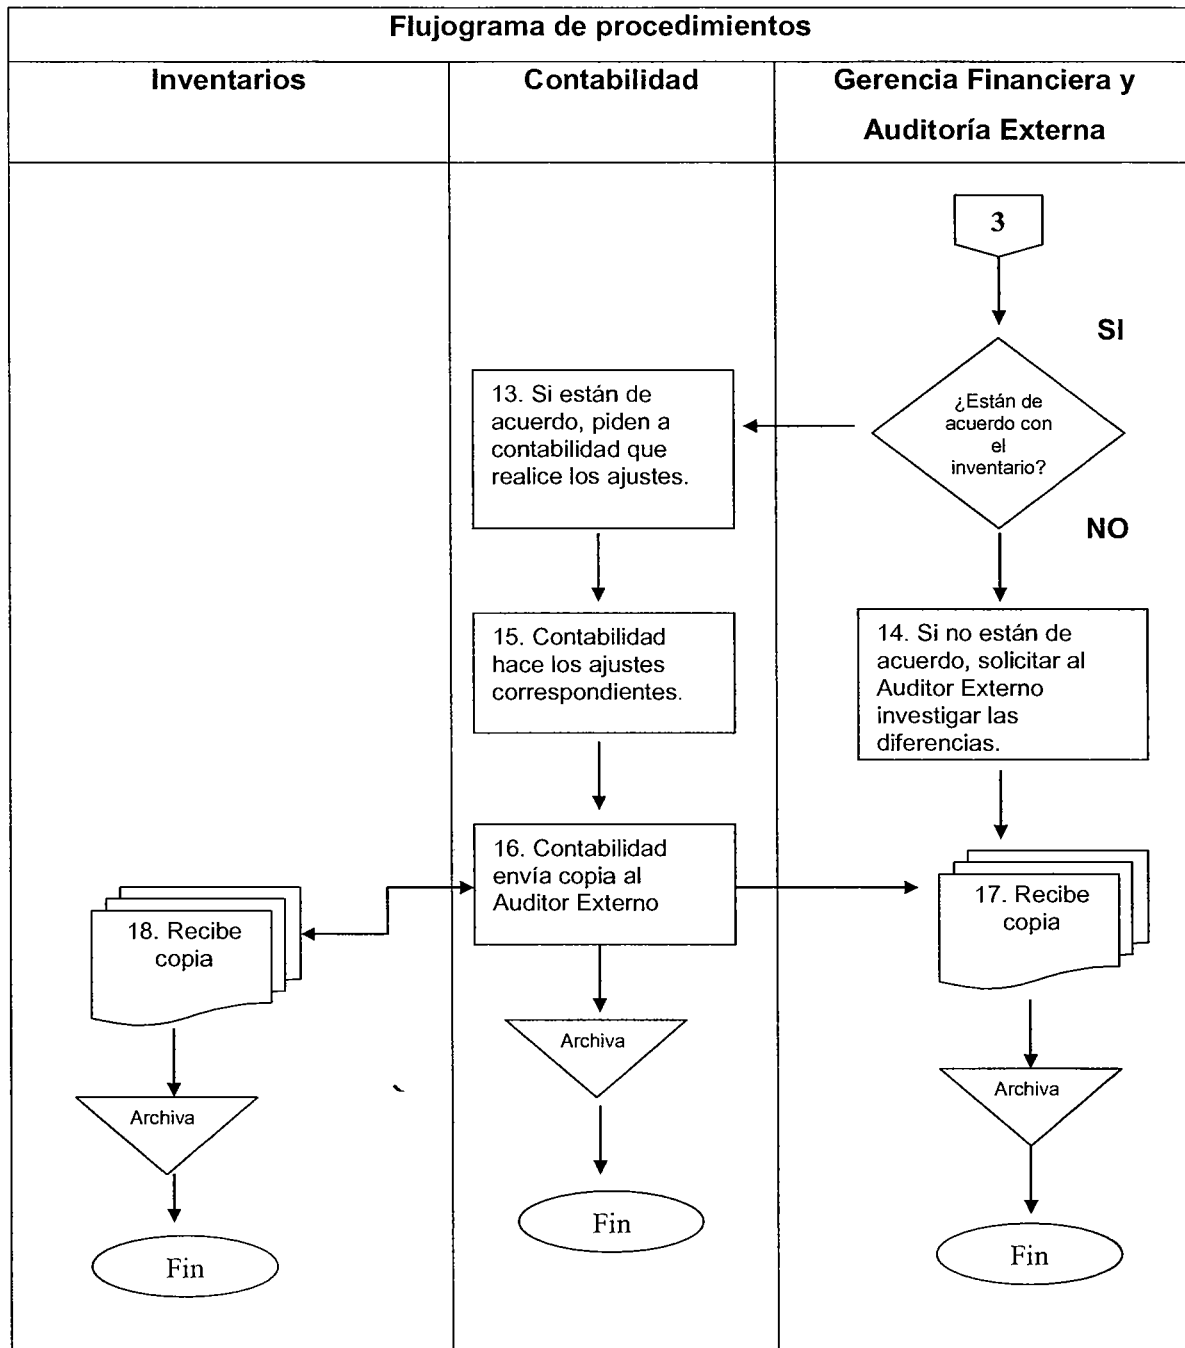 Flujograma de procedimientos
Inventarios
Contabilidad
Gerencia Financiera y
Auditoría Externa
3
SI
¿Están de
acuerdo con
el
inventario?
NO
13. Si están de
acuerdo, piden a
contabilidad que
realice los ajustes.
14. Si no están de
acuerdo, solicitar al
Auditor Externo
investigar las
diferencias.
15. Contabilidad
hace los ajustes
correspondientes.
16. Contabilidad
envía copia al
Auditor Externo
17. Recibe
copia
18. Recibe
copia
Archiva
Archiva
Archiva
Fin
Fin
Fin